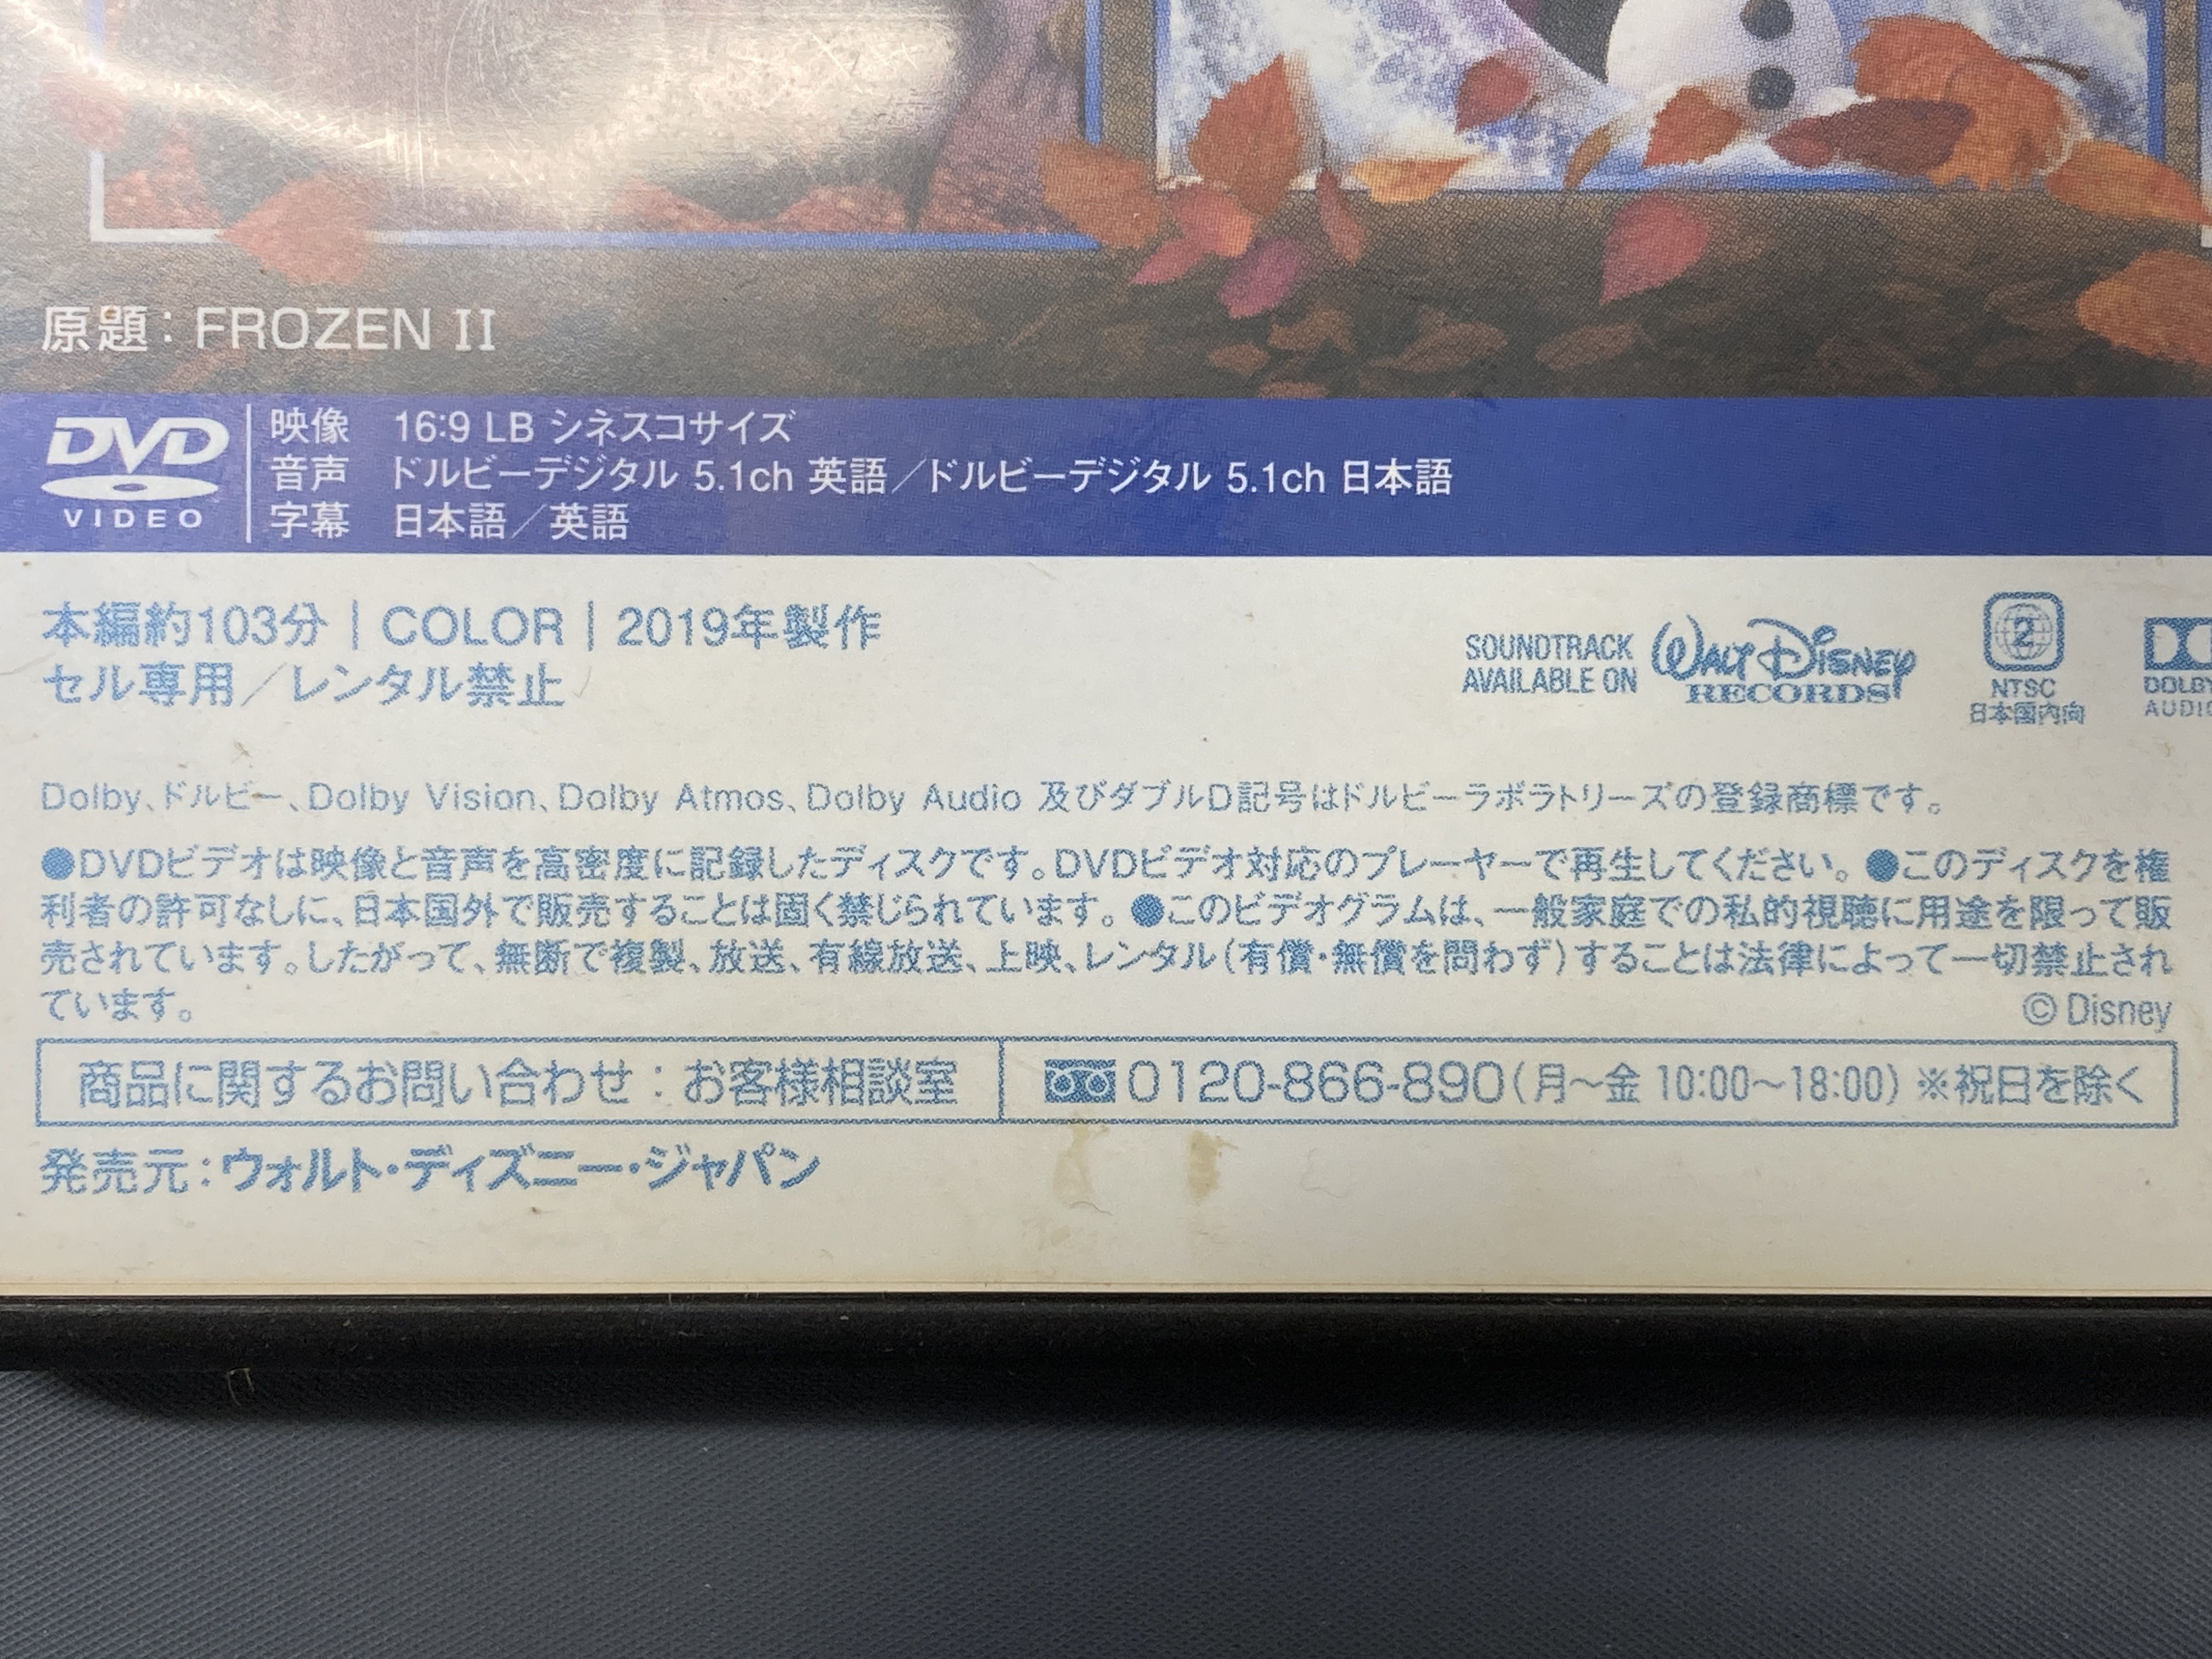 原題：FROZEN II
DVD VIDEO
映像 16:9 LB シネスコサイズ
音声 ドルビーデジタル 5.1ch 英語／ドルビーデジタル 5.1ch 日本語
字幕 日本語／英語
本編約103分｜COLOR｜2019年製作
セル専用／レンタル禁止
SOUNDTRACK
AVAILABLE ON
WALT DISNEY
RECORDS
2
NTSC
日本国内向
DOLBY
Dolby、ドルビー、Dolby Vision、Dolby Atmos、Dolby Audio 及びダブルD記号はドルビーラボラトリーズの登録商標です。
●DVDビデオは映像と音声を高密度に記録したディスクです。DVDビデオ対応のプレーヤーで再生してください。●このディスクを権
利者の許可なしに、日本国外で販売することは固く禁じられています。●このビデオグラムは、一般家庭での私的視聴に用途を限って販
売されています。したがって、無断で複製、放送、有線放送、上映、レンタル（有償・無償を問わず）することは法律によって一切禁止され
ています。
© Disney
商品に関するお問い合わせ：お客様相談室
0120-866-890（月〜金 10:00〜18:00）※祝日を除く
発売元：ウォルト・ディズニー・ジャパン